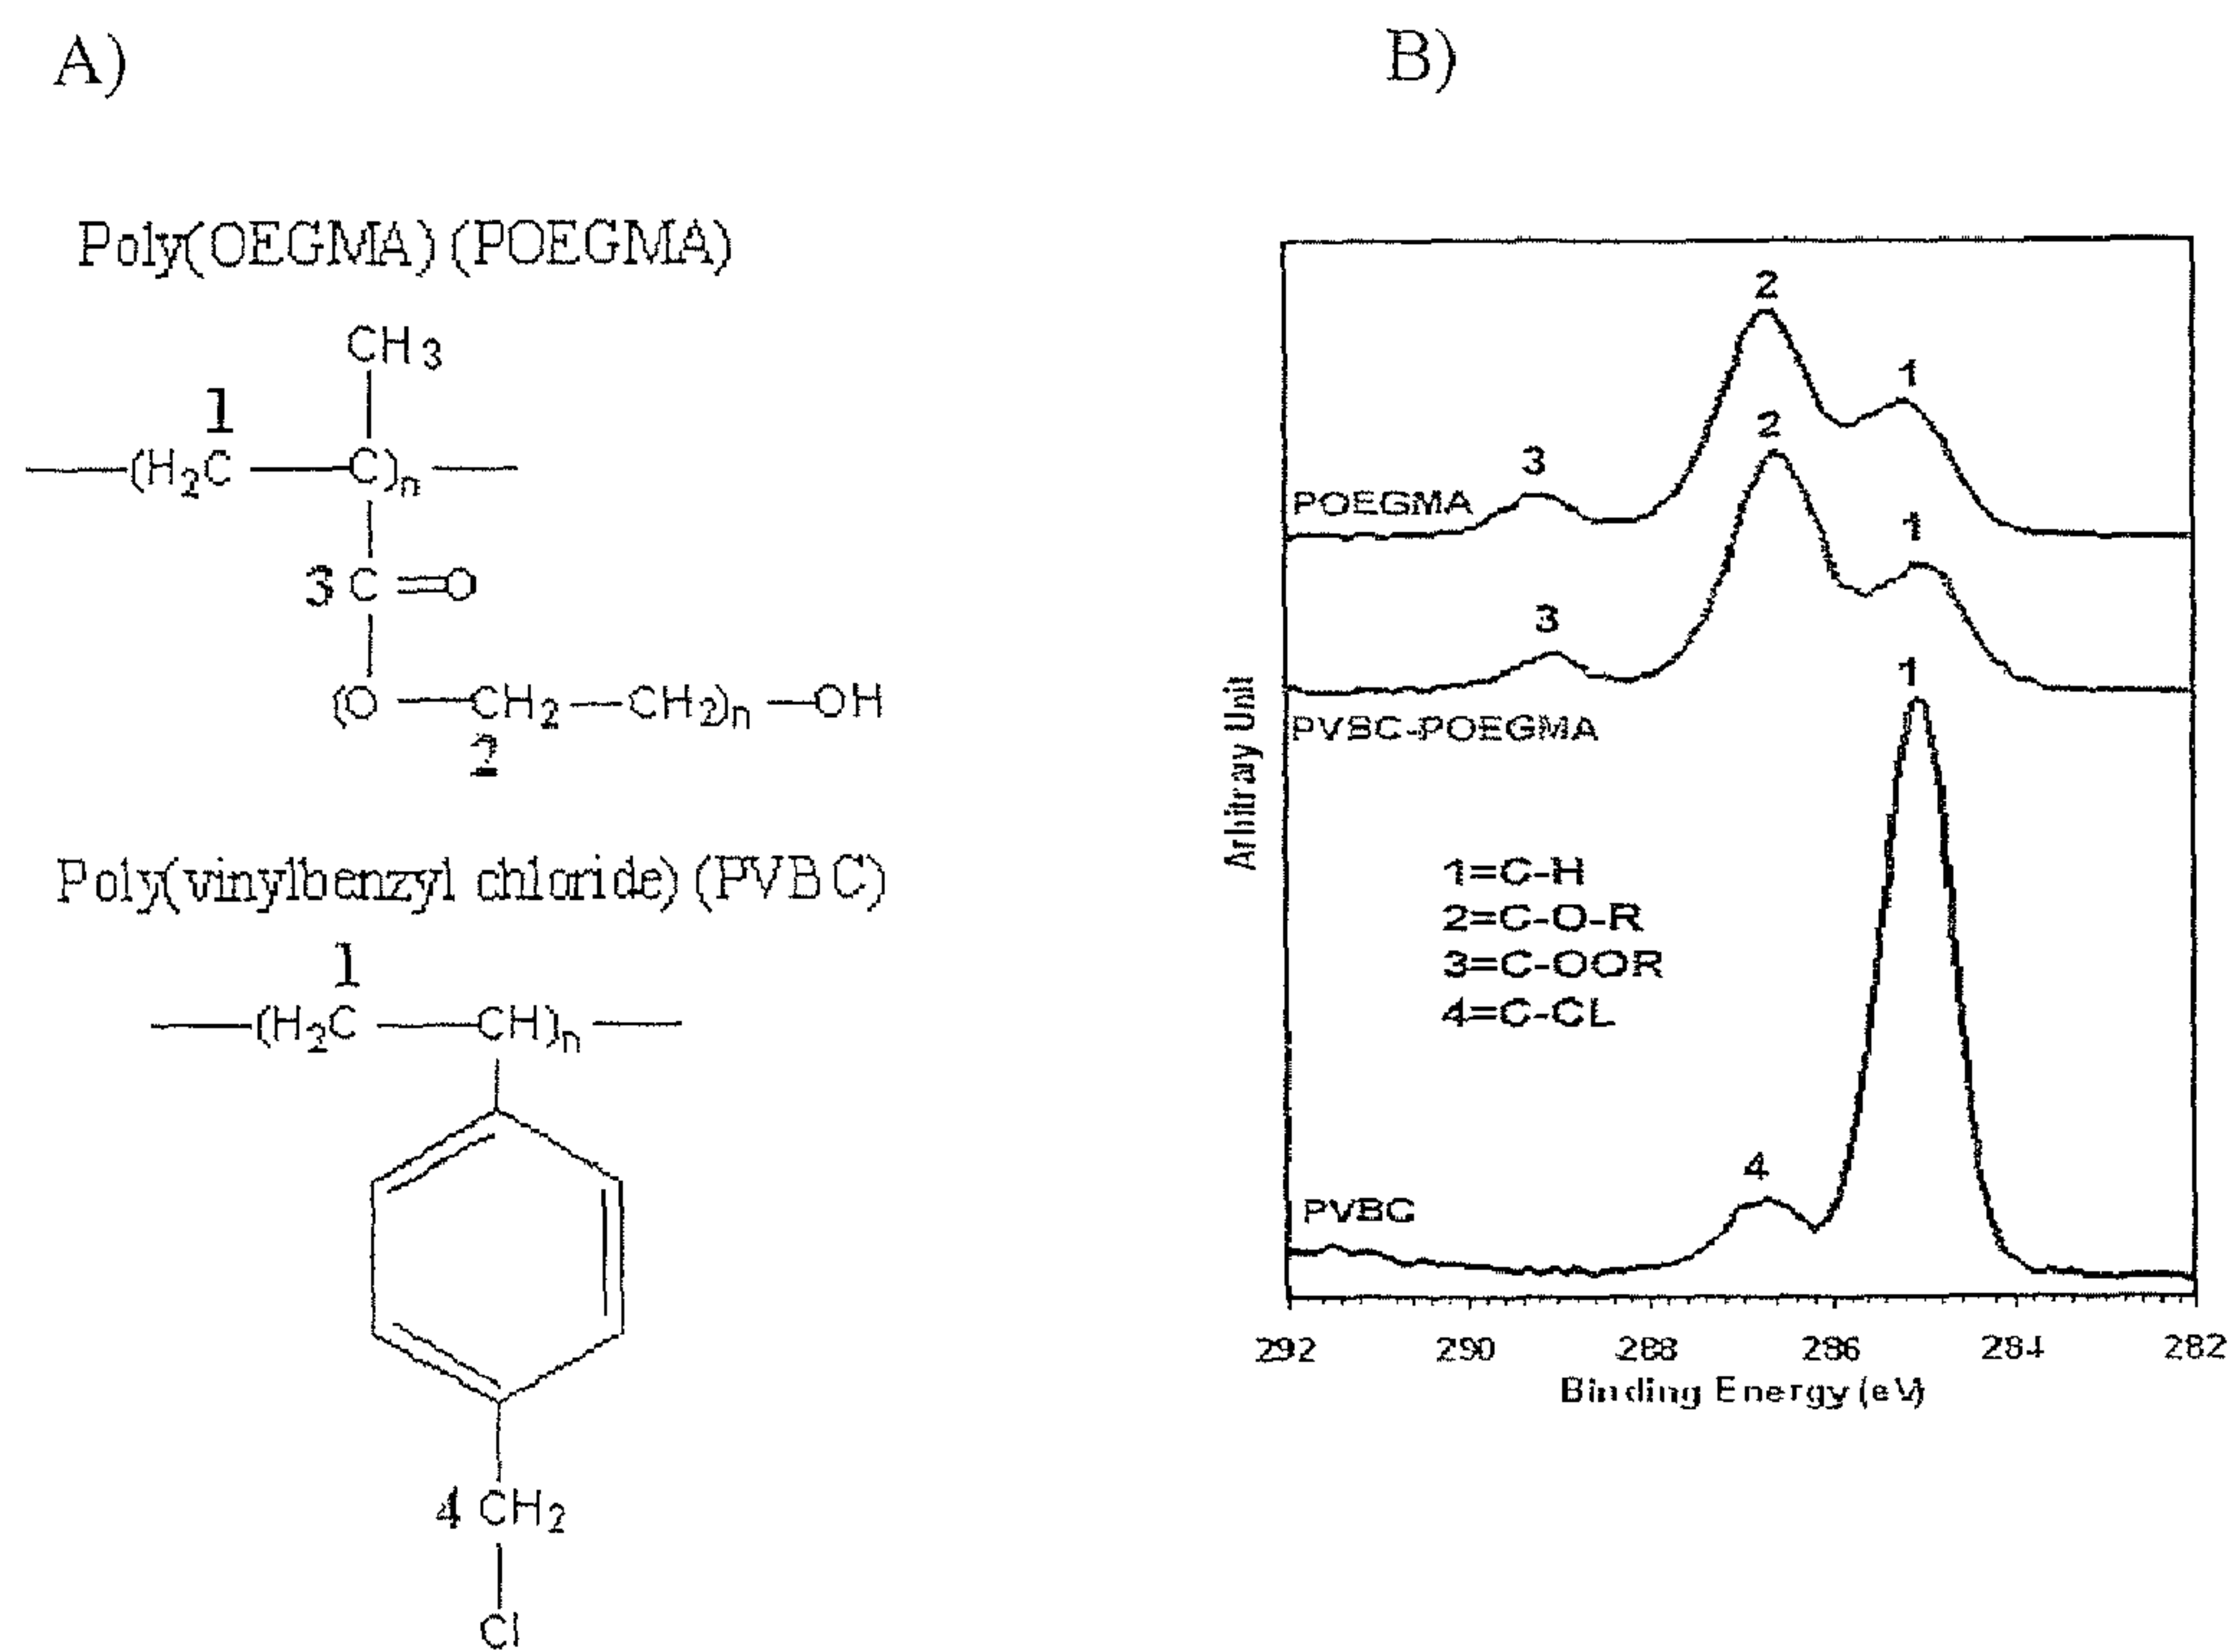 A)
Poly(OEGMA) (POEGMA)
CH3
1
(H2C
C)n
3 C=O
(O—CH2—CH2)n—OH
2
Poly(vinylbenzyl chloride) (PVBC)
1
(H2C
CH)n
4 CH2
Cl
B)
2
1
3
POEGMA
2
1
3
PVBC-POEGMA
1
Arbitrary Unit
1=C-H
2=C-O-R
3=C-OOR
4=C-CL
4
PVBC
292 290 288 286 284 282
Binding Energy (eV)